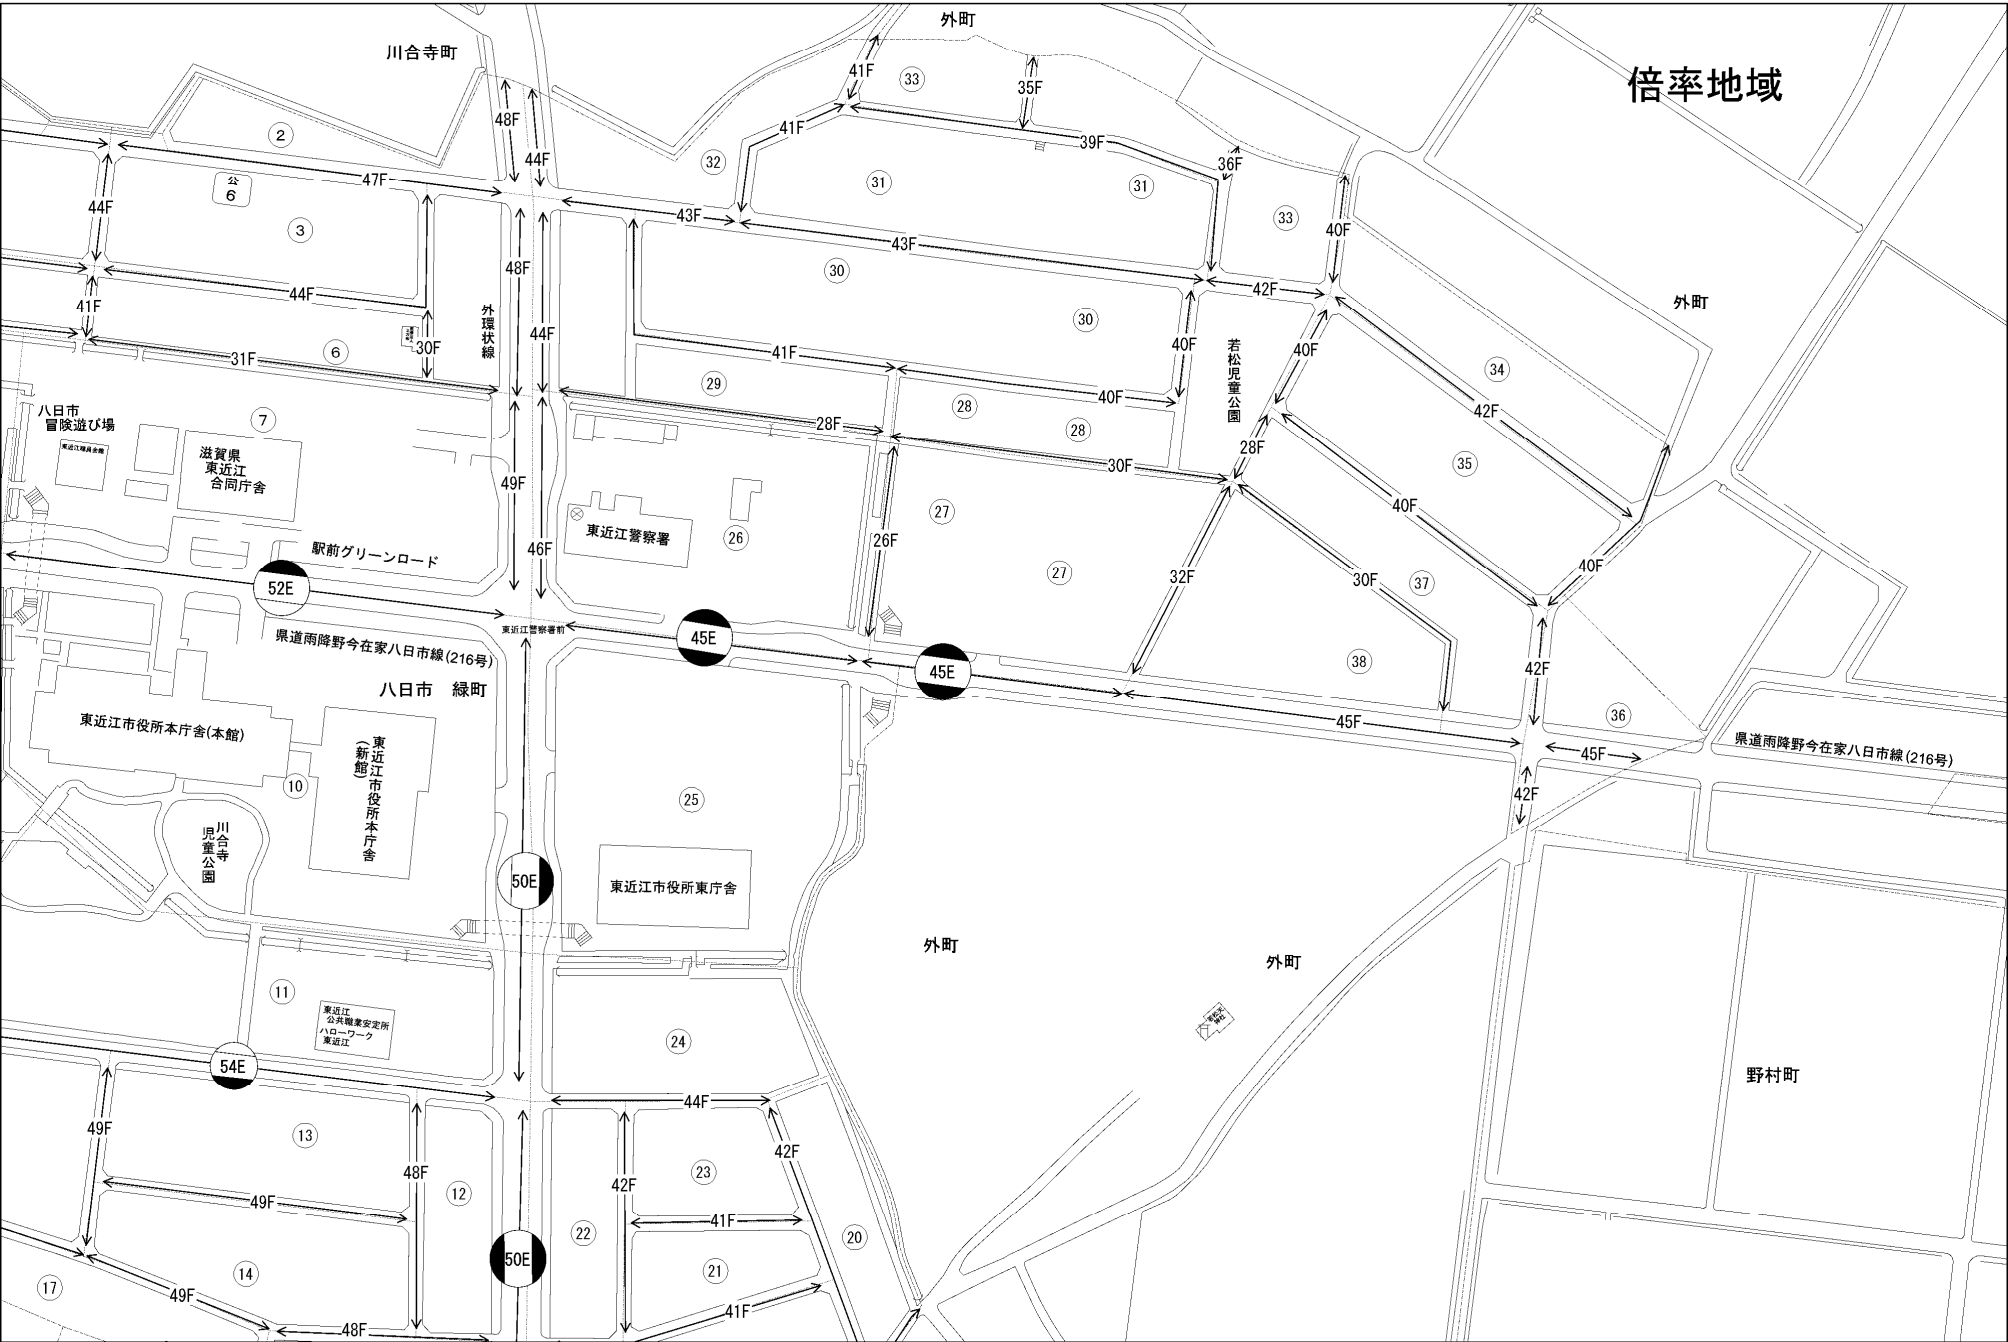 外町
川合寺町
倍率地域
41F
33
35F
48F
44F
41F
39F
36F
2
32
31
31
47F
公
6
44F
3
43F
33
40F
43F
48F
30
42F
44F
41F
外環状線
44F
30
外町
40F
若松児童公園
40F
31F
6
30F
41F
29
34
40F
28
42F
八日市
冒険遊び場
7
28F
28
28F
滋賀県
東近江
合同庁舎
30F
35
49F
27
40F
東近江警察署
26
26F
46F
駅前グリーンロード
27
32F
30F
37
40F
52E
東近江警察署前
45E
45E
県道雨降野今在家八日市線(216号)
38
42F
八日市 緑町
東近江市役所本庁舎(本館)
45F
36
45F
県道雨降野今在家八日市線(216号)
東近江市役所本庁舎
(新館)
10
25
42F
川合寺
児童公園
50E
東近江市役所東庁舎
外町
外町
11
東近江
公共職業安定所
ハローワーク
東近江
若松天
神社
24
54E
野村町
44F
49F
13
42F
48F
23
12
42F
49F
41F
22
20
14
21
17
49F
50E
41F
48F